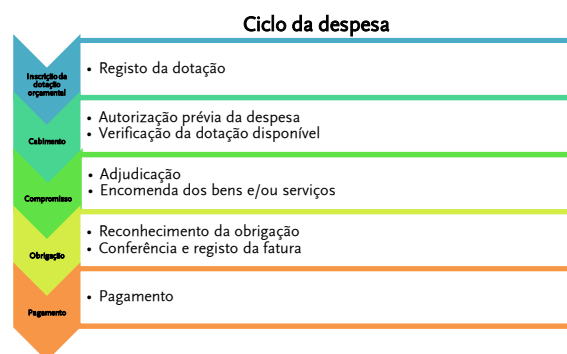 Ciclo da despesa
Inscrição da
dotação
orçamental
• Registo da dotação
Cabimento
• Autorização prévia da despesa
• Verificação da dotação disponível
Compromisso
• Adjudicação
• Encomenda dos bens e/ou serviços
Obrigação
• Reconhecimento da obrigação
• Conferência e registo da fatura
Pagamento
• Pagamento